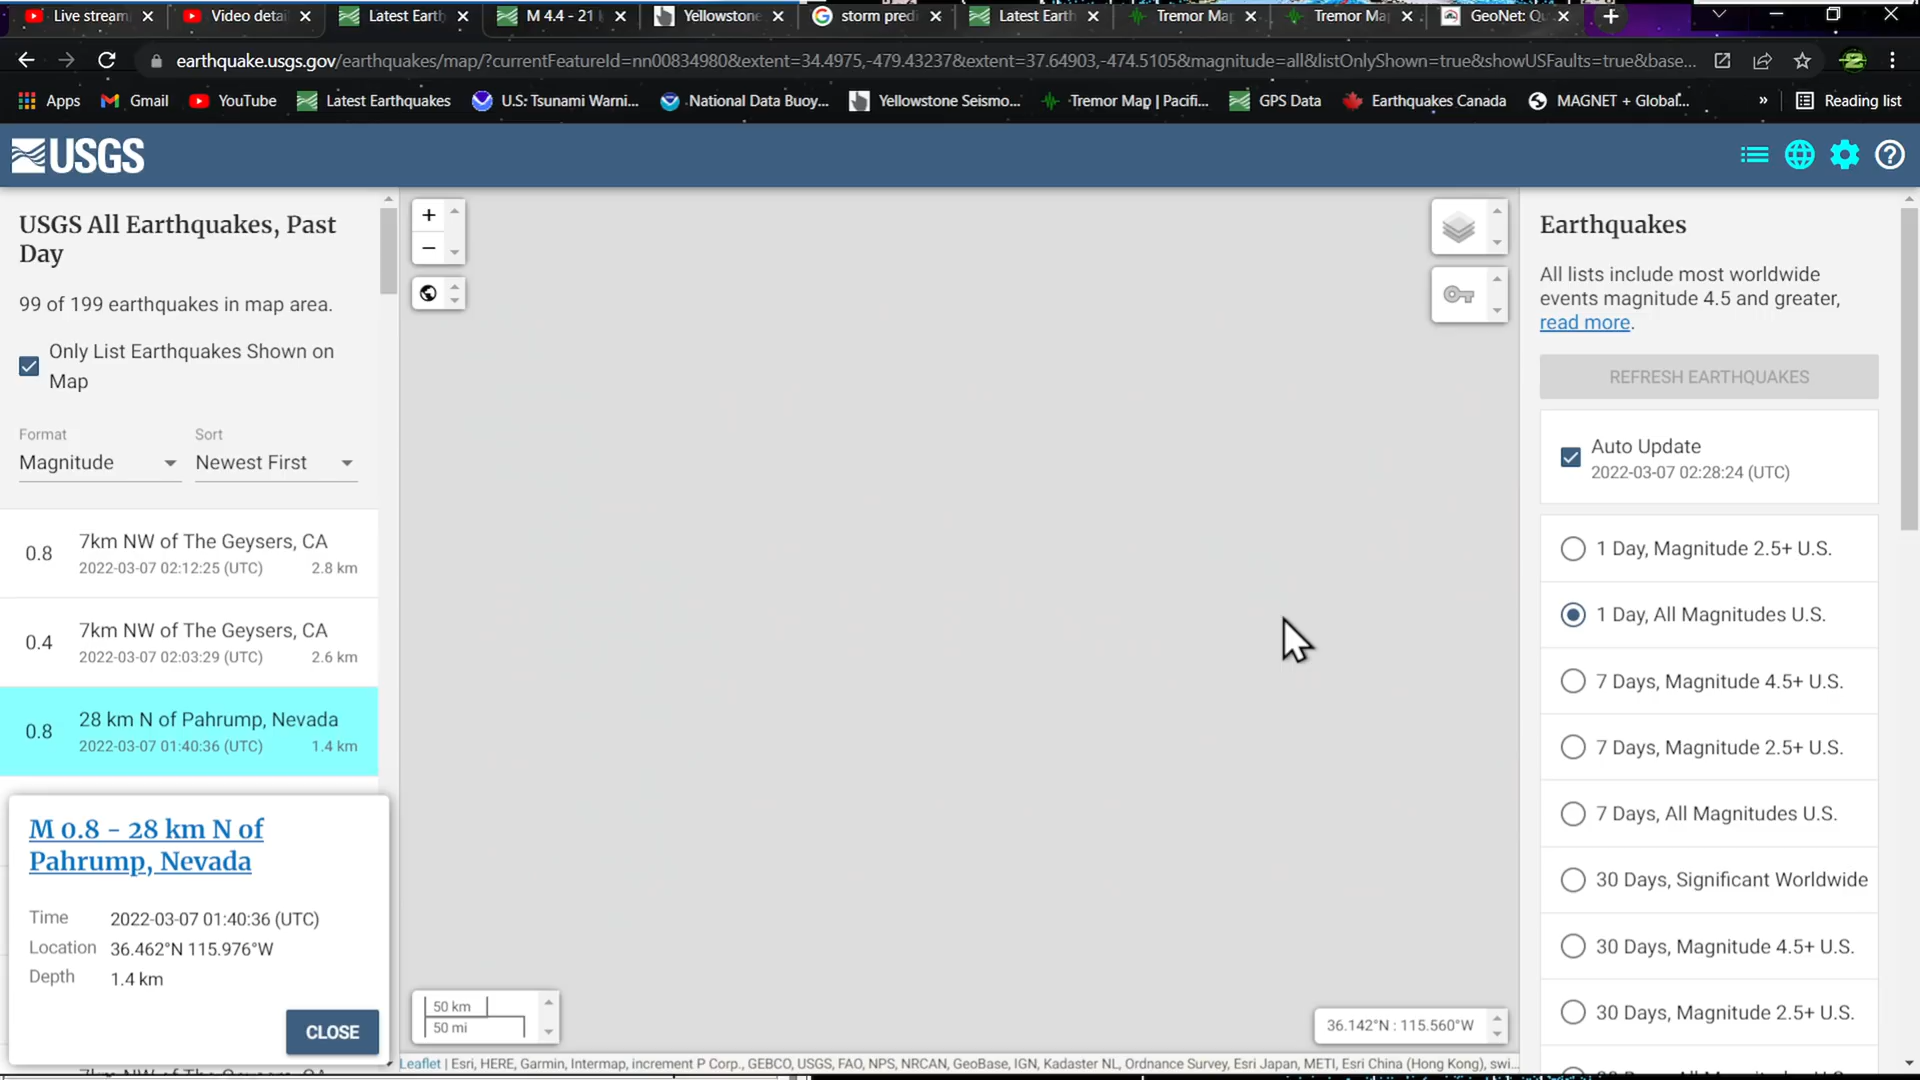 Live stream
Video detai
Latest Eart
M 4.4 - 21
Yellowstone
storm predi
Latest Earth
Tremor Ma
Tremor Ma
GeoNet: Qu
earthquake.usgs.gov/earthquakes/map/?currentFeatureId=nn00834980&extent=34.4975,-479.43237&extent=37.64903,-474.5105&magnitude=all&listOnlyShown=true&showUSFaults=true&base...
Apps
Gmail
YouTube
Latest Earthquakes
U.S: Tsunami Warni...
National Data Buoy...
Yellowstone Seismo...
Tremor Map | Pacifi...
GPS Data
Earthquakes Canada
MAGNET + Global...
»
Reading list
USGS
USGS All Earthquakes, Past
Day
99 of 199 earthquakes in map area.
Only List Earthquakes Shown on
Map
Format
Sort
Magnitude
Newest First
0.8
7km NW of The Geysers, CA
2022-03-07 02:12:25 (UTC)
2.8 km
0.4
7km NW of The Geysers, CA
2022-03-07 02:03:29 (UTC)
2.6 km
0.8
28 km N of Pahrump, Nevada
2022-03-07 01:40:36 (UTC)
1.4 km
M 0.8 - 28 km N of
Pahrump, Nevada
Time
2022-03-07 01:40:36 (UTC)
Location
36.462°N 115.976°W
Depth
1.4 km
CLOSE
50 km
50 mi
36.142°N : 115.560°W
Leaflet | Esri, HERE, Garmin, Intermap, increment P Corp., GEBCO, USGS, FAO, NPS, NRCAN, GeoBase, IGN, Kadaster NL, Ordnance Survey, Esri Japan, METI, Esri China (Hong Kong), swi...
Earthquakes
All lists include most worldwide
events magnitude 4.5 and greater,
read more.
REFRESH EARTHQUAKES
Auto Update
2022-03-07 02:28:24 (UTC)
1 Day, Magnitude 2.5+ U.S.
1 Day, All Magnitudes U.S.
7 Days, Magnitude 4.5+ U.S.
7 Days, Magnitude 2.5+ U.S.
7 Days, All Magnitudes U.S.
30 Days, Significant Worldwide
30 Days, Magnitude 4.5+ U.S.
30 Days, Magnitude 2.5+ U.S.